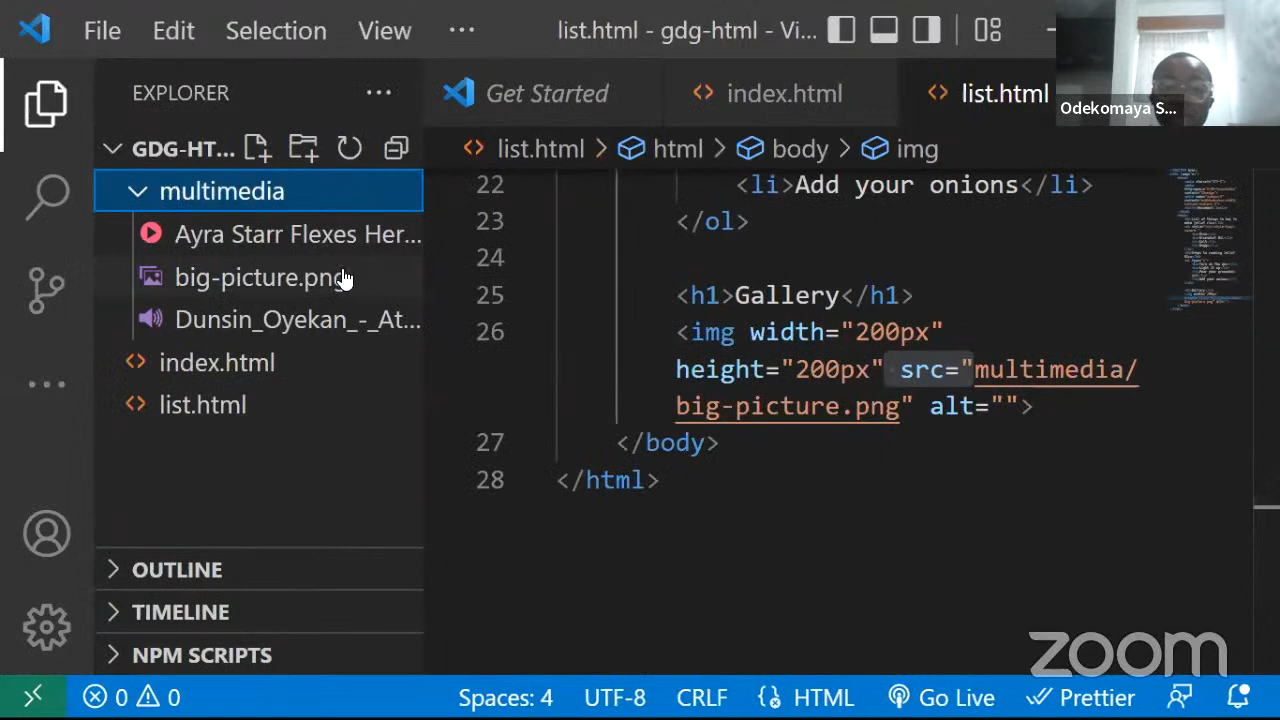 File Edit Selection View ··· list.html - gdg-html - Vi...
Odekomaya S...
EXPLORER ···
GDG-HT...
multimedia
Ayra Starr Flexes Her...
big-picture.png
Dunsin_Oyekan_-_At...
index.html
list.html
OUTLINE
TIMELINE
NPM SCRIPTS
Get Started index.html list.html
list.html > html > body > img
22 <li>Add your onions</li>
23 </ol>
24
25 <h1>Gallery</h1>
26 <img width="200px"
height="200px" src="multimedia/
big-picture.png" alt="">
27 </body>
28 </html>
zoom
0 0 Spaces: 4 UTF-8 CRLF HTML Go Live Prettier